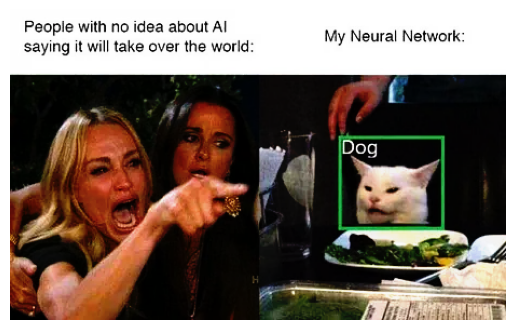 People with no idea about AI
saying it will take over the world:
My Neural Network:
Dog